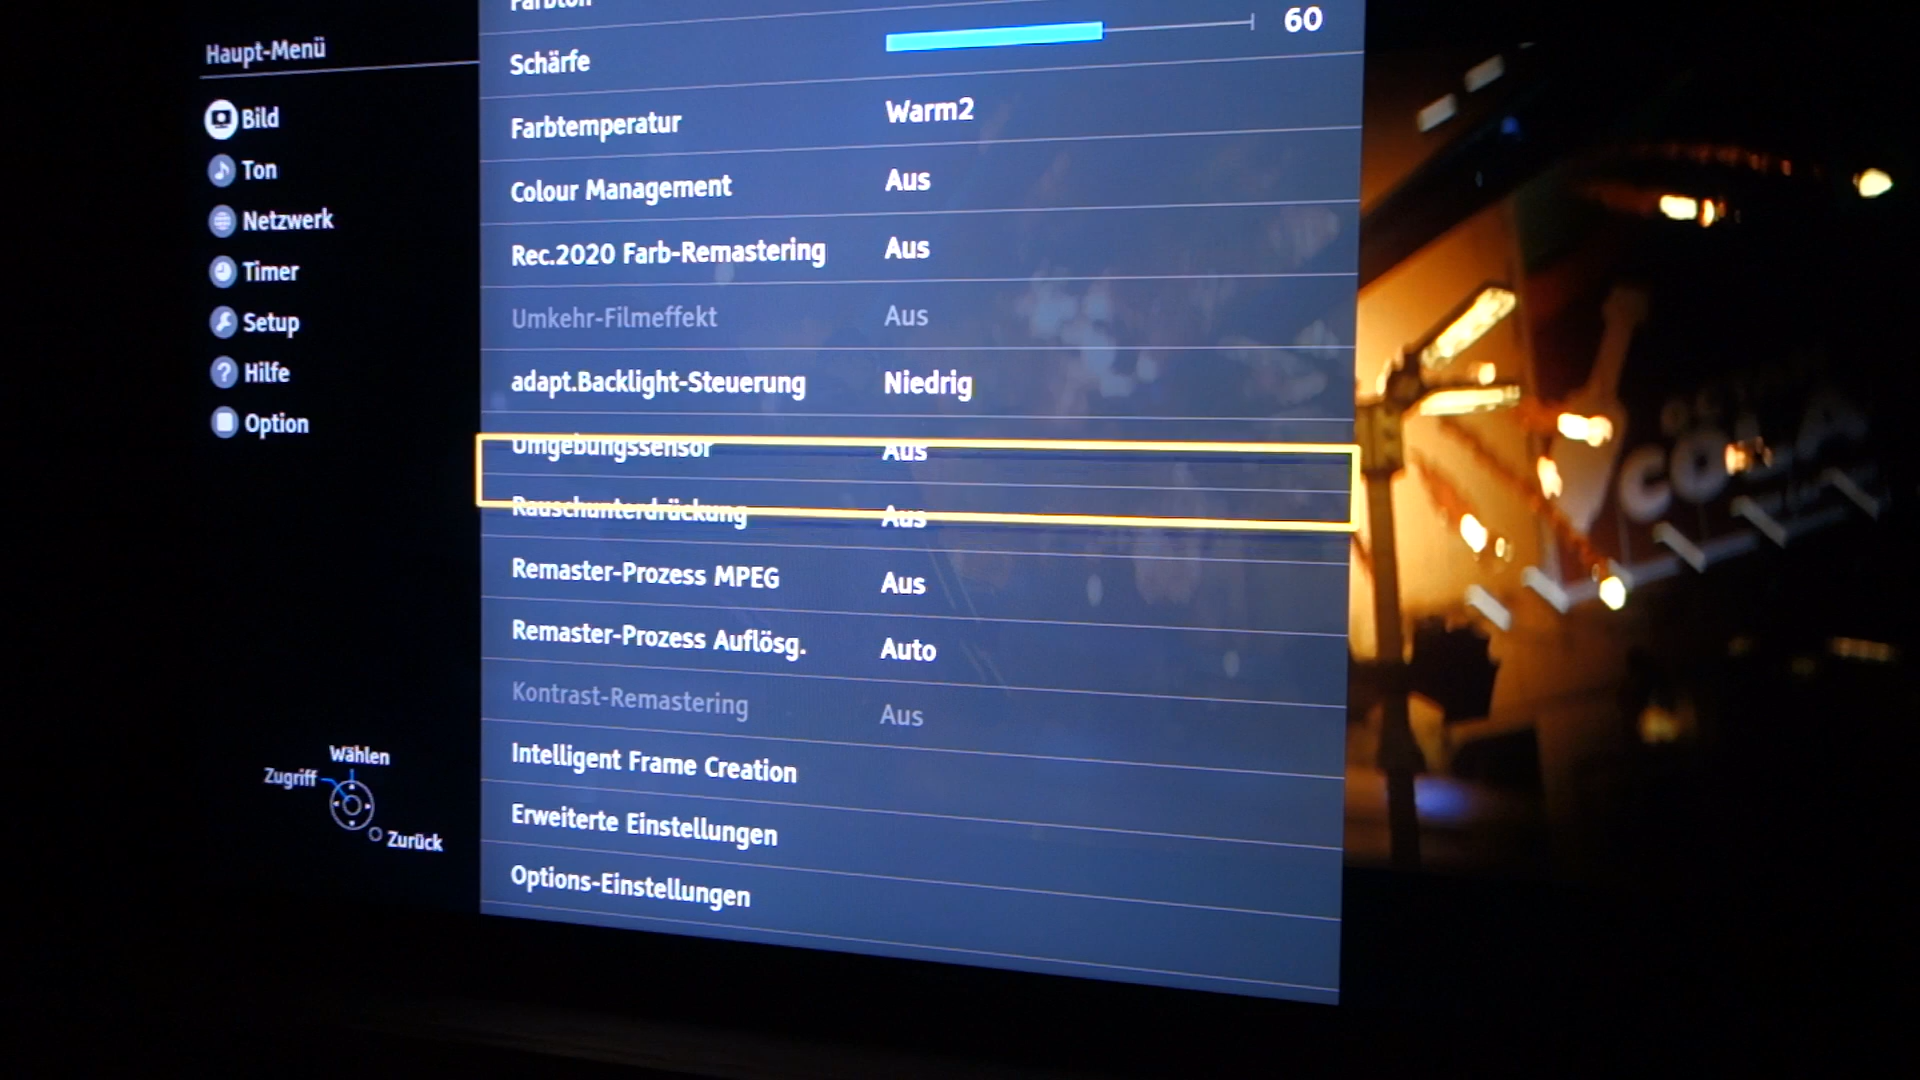 Farbton
Haupt-Menü
Bild
Ton
Netzwerk
Timer
Setup
Hilfe
Option
Wählen
Zugriff
Zurück
Schärfe 60
Farbtemperatur Warm2
Colour Management Aus
Rec.2020 Farb-Remastering Aus
Umkehr-Filmeffekt Aus
adapt.Backlight-Steuerung Niedrig
Umgebungssensor Aus
Rauschunterdrückung Aus
Remaster-Prozess MPEG Aus
Remaster-Prozess Auflösg. Auto
Kontrast-Remastering Aus
Intelligent Frame Creation
Erweiterte Einstellungen
Options-Einstellungen
COLA